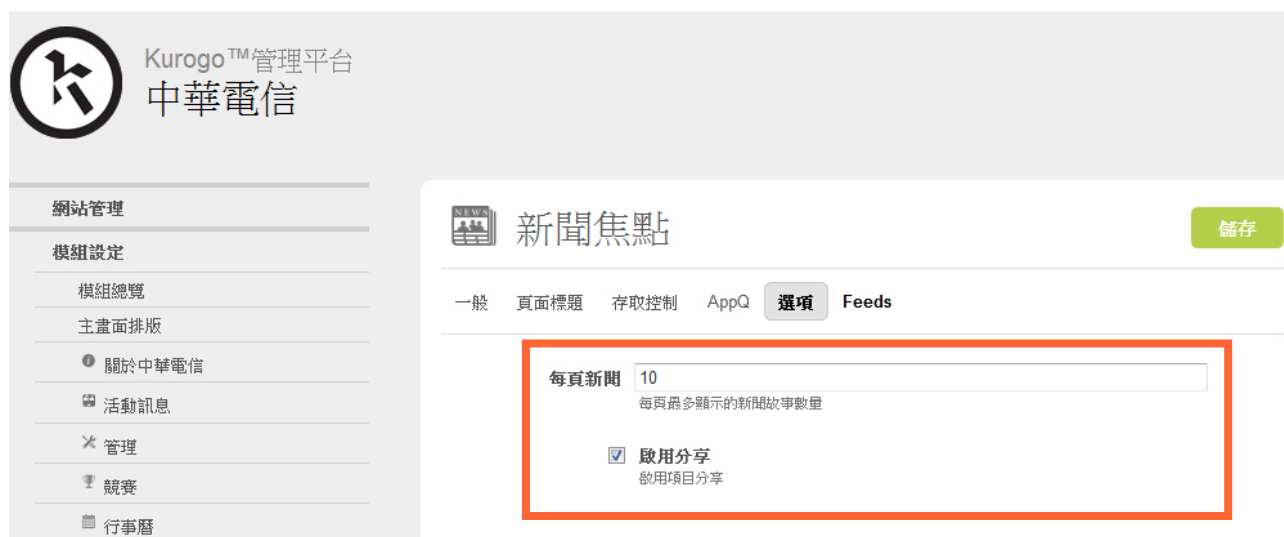 Kurogo™管理平台
中華電信
網站管理
模組設定
模組總覽
主畫面排版
關於中華電信
活動訊息
管理
競賽
行事曆
NEWS
新聞焦點
儲存
一般 頁面標題 存取控制 AppQ 選項 Feeds
每頁新聞 10
每頁最多顯示的新聞故事數量
啟用分享
啟用項目分享